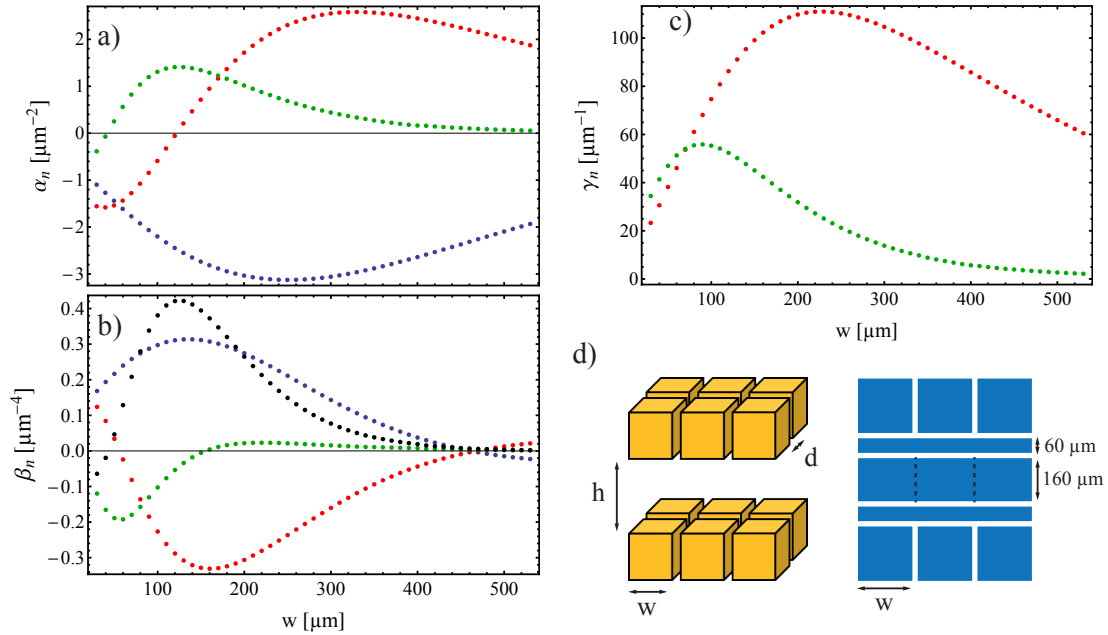 a)
2
1
0
−1
−2
−3
αₙ [µm⁻²]
b)
0.4
0.3
0.2
0.1
0.0
−0.1
−0.2
−0.3
βₙ [µm⁻⁴]
100 200 300 400 500
w [µm]
c)
100
80
60
40
20
0
γₙ [µm⁻¹]
100 200 300 400 500
w [µm]
d)
h
d
w
60 µm
160 µm
w